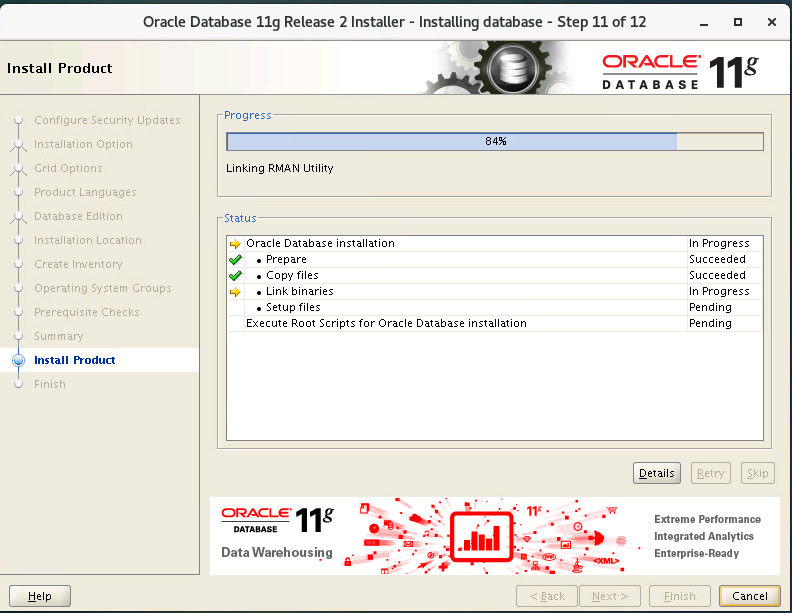 Oracle Database 11g Release 2 Installer - Installing database - Step 11 of 12
Install Product
ORACLE
DATABASE
11g
Configure Security Updates
Installation Option
Grid Options
Product Languages
Database Edition
Installation Location
Create Inventory
Operating System Groups
Prerequisite Checks
Summary
Install Product
Finish
Progress
84%
Linking RMAN Utility
Status
Oracle Database installation In Progress
• Prepare Succeeded
• Copy files Succeeded
• Link binaries In Progress
• Setup files Pending
Execute Root Scripts for Oracle Database installation Pending
Details Retry Skip
ORACLE
DATABASE
11g
Data Warehousing
11g
<XML>
Extreme Performance
Integrated Analytics
Enterprise-Ready
Help < Back Next > Finish Cancel